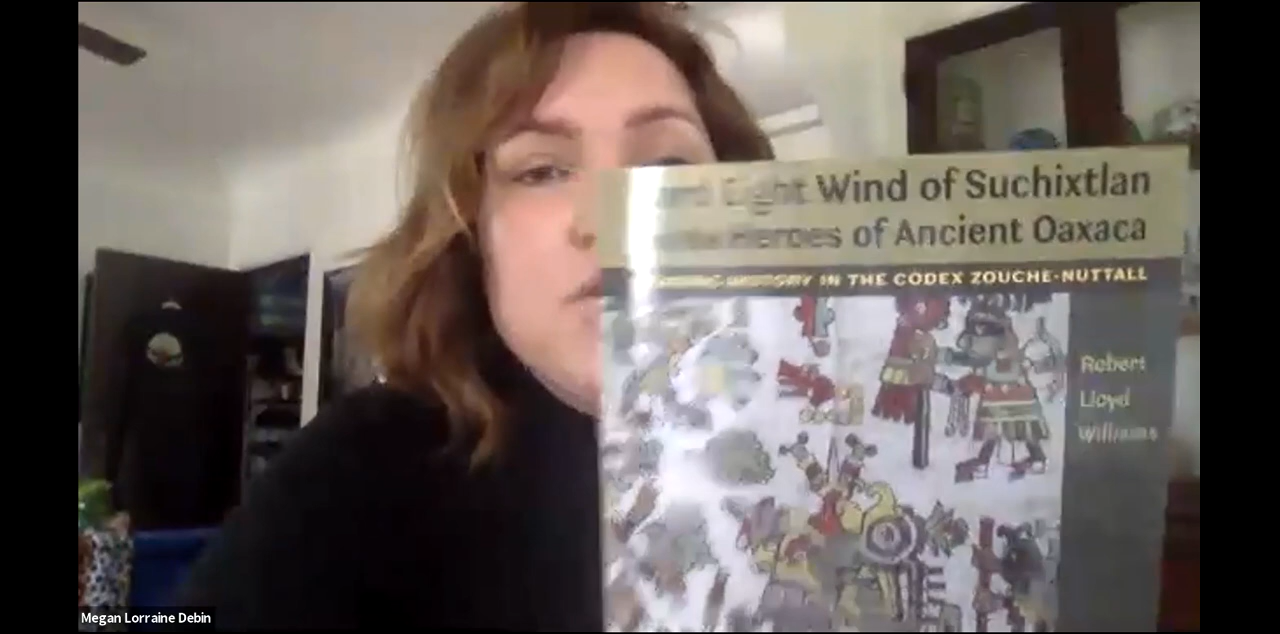 Light Wind of Suchixtlan
Heroes of Ancient Oaxaca
HISTORY IN THE CODEX ZOUCHE-NUTTALL
Robert
Lloyd
Williams
Megan Lorraine Debin